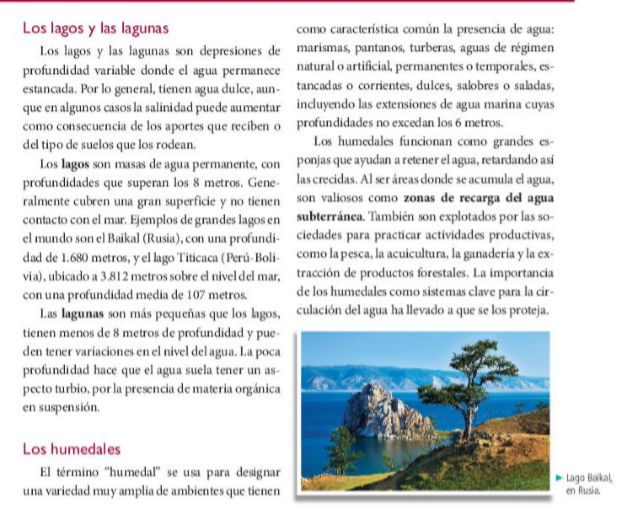 Los lagos y las lagunas
Los lagos y las lagunas son depresiones de
profundidad variable donde el agua permanece
estancada. Por lo general, tienen agua dulce, aun-
que en algunos casos la salinidad puede aumentar
como consecuencia de los aportes que reciben o
del tipo de suelos que los rodean.
Los lagos son masas de agua permanente, con
profundidades que superan los 8 metros. Gene-
ralmente cubren una gran superficie y no tienen
contacto con el mar. Ejemplos de grandes lagos en
el mundo son el Baikal (Rusia), con una profundi-
dad de 1.680 metros, y el lago Titicaca (Perú-Boli-
via), ubicado a 3.812 metros sobre el nivel del mar,
con una profundidad media de 107 metros.
Las lagunas son más pequeñas que los lagos,
tienen menos de 8 metros de profundidad y pue-
den tener variaciones en el nivel del agua. La poca
profundidad hace que el agua suela tener un as-
pecto turbio, por la presencia de materia orgánica
en suspensión.
Los humedales
El término "humedal" se usa para designar
una variedad muy amplia de ambientes que tienen
como característica común la presencia de agua:
marismas, pantanos, turberas, aguas de régimen
natural o artificial, permanentes o temporales, es-
tancadas o corrientes, dulces, salobres o saladas,
incluyendo las extensiones de agua marina cuyas
profundidades no excedan los 6 metros.
Los humedales funcionan como grandes es-
ponjas que ayudan a retener el agua, retardando así
las crecidas. Al ser áreas donde se acumula el agua,
son valiosos como zonas de recarga del agua
subterránea. También son explotados por las so-
ciedades para practicar actividades productivas,
como la pesca, la acuicultura, la ganadería y la ex-
tracción de productos forestales. La importancia
de los humedales como sistemas clave para la cir-
culación del agua ha llevado a que se los proteja.
Lago Baikal,
en Rusia.